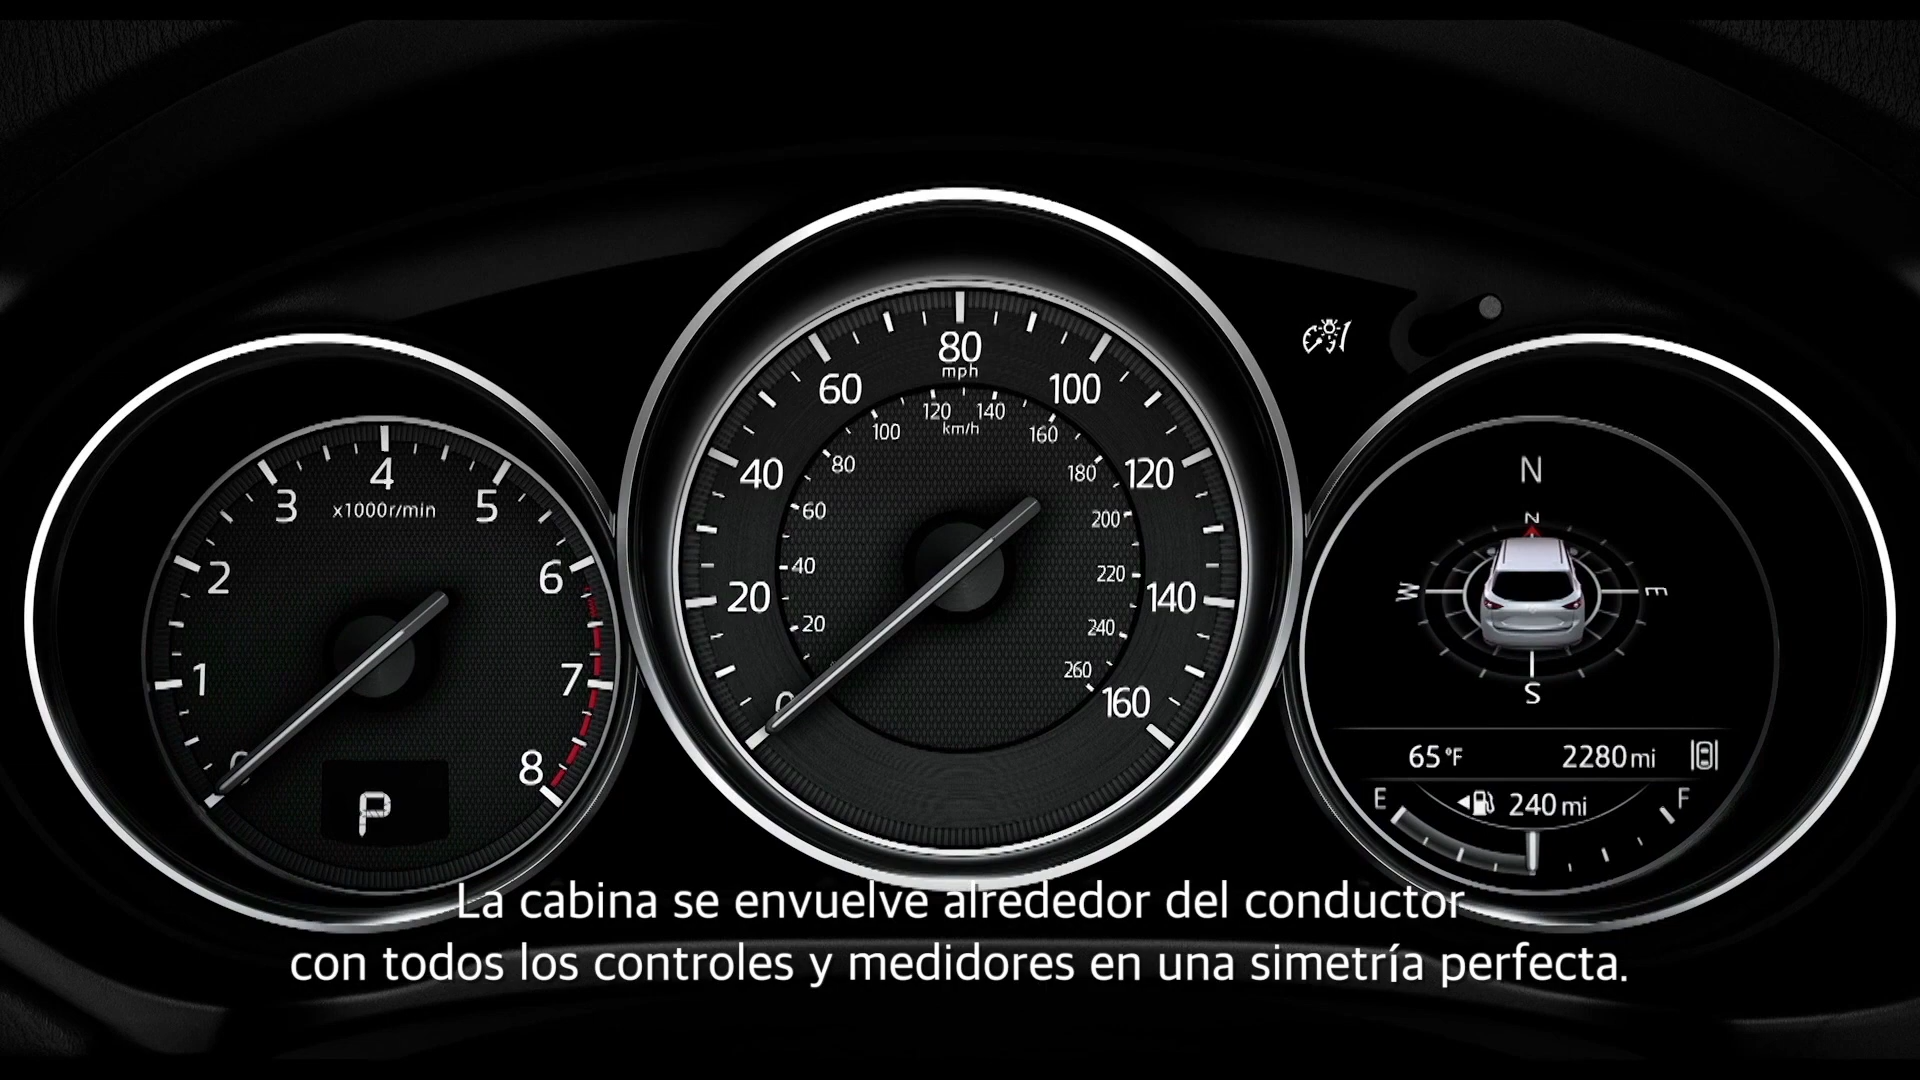 80
mph
60
100
120
140
km/h
100
160
40
80
180
120
60
200
40
220
20
20
240
140
0
260
160
4
3
5
x1000r/min
2
6
1
7
0
8
P
N
N
W
E
S
65°F
2280mi
E
240mi
F
La cabina se envuelve alrededor del conductor
con todos los controles y medidores en una simetría perfecta.